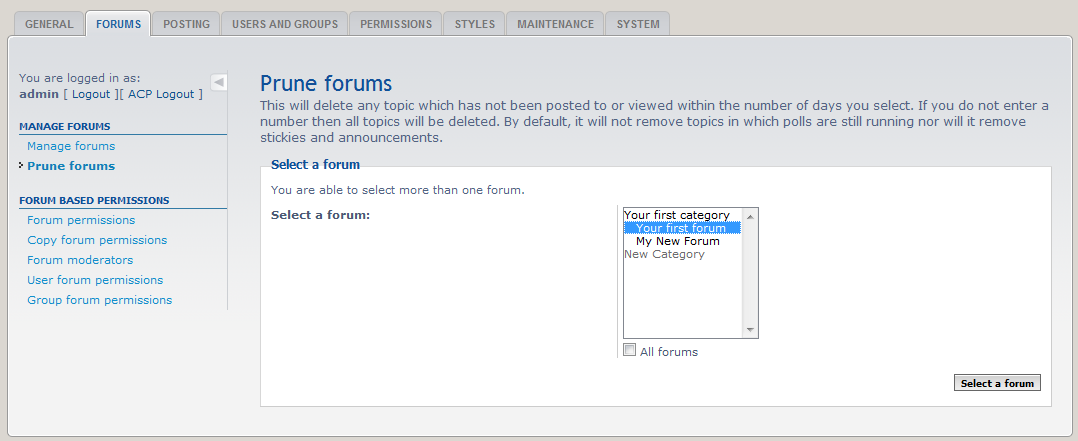 GENERAL FORUMS POSTING USERS AND GROUPS PERMISSIONS STYLES MAINTENANCE SYSTEM
You are logged in as:
admin [ Logout ][ ACP Logout ]
MANAGE FORUMS
Manage forums
Prune forums
FORUM BASED PERMISSIONS
Forum permissions
Copy forum permissions
Forum moderators
User forum permissions
Group forum permissions
Prune forums
This will delete any topic which has not been posted to or viewed within the number of days you select. If you do not enter a
number then all topics will be deleted. By default, it will not remove topics in which polls are still running nor will it remove
stickies and announcements.
Select a forum
You are able to select more than one forum.
Select a forum:
Your first category
Your first forum
My New Forum
New Category
All forums
Select a forum